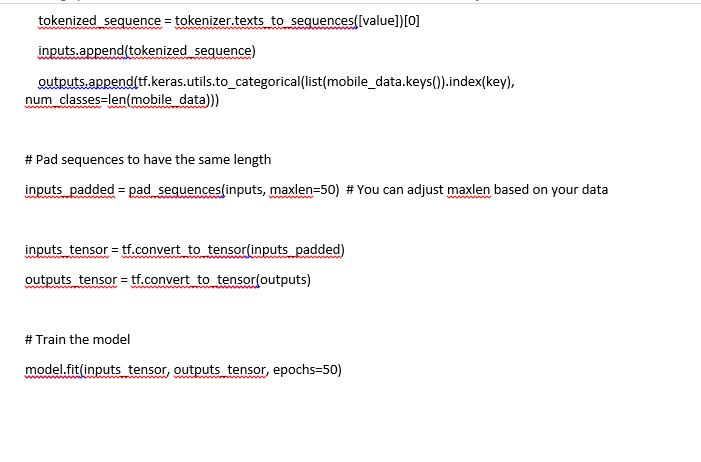 tokenized_sequence = tokenizer.texts_to_sequences([value])[0]
inputs.append(tokenized_sequence)
outputs.append(tf.keras.utils.to_categorical(list(mobile_data.keys()).index(key),
num_classes=len(mobile_data)))
# Pad sequences to have the same length
inputs_padded = pad_sequences(inputs, maxlen=50)  # You can adjust maxlen based on your data
inputs_tensor = tf.convert_to_tensor(inputs_padded)
outputs_tensor = tf.convert_to_tensor(outputs)
# Train the model
model.fit(inputs_tensor, outputs_tensor, epochs=50)